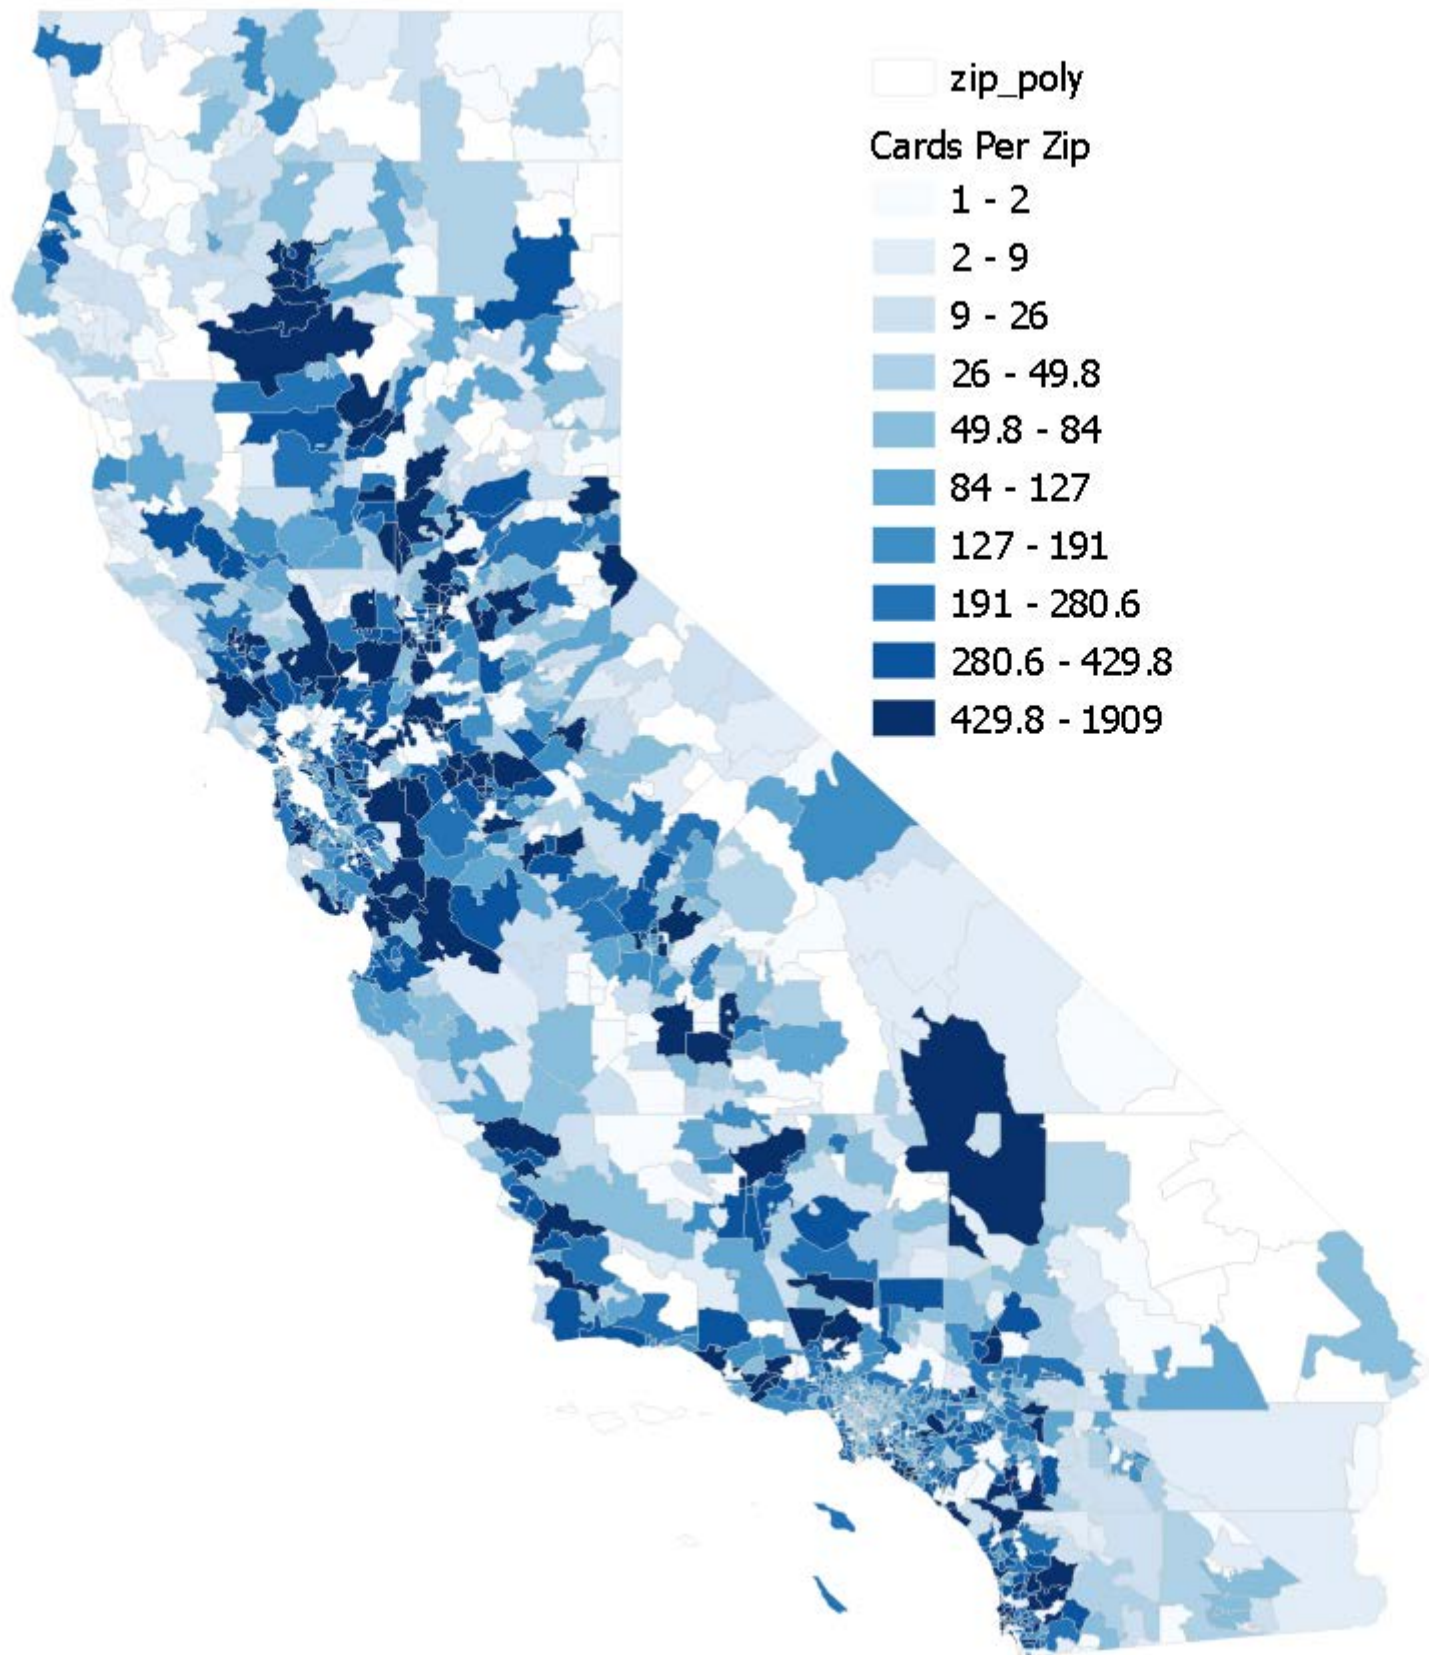 zip_poly
Cards Per Zip
1 - 2
2 - 9
9 - 26
26 - 49.8
49.8 - 84
84 - 127
127 - 191
191 - 280.6
280.6 - 429.8
429.8 - 1909